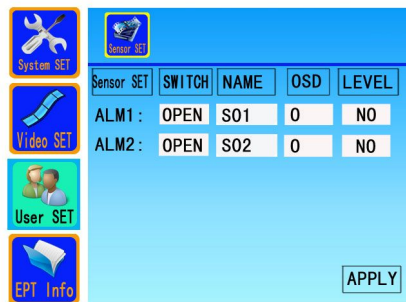 System SET
Video SET
User SET
EPT Info
Sensor SET
Sensor SET SWITCH NAME OSD LEVEL
ALM1: OPEN S01 0 NO
ALM2: OPEN S02 0 NO
APPLY